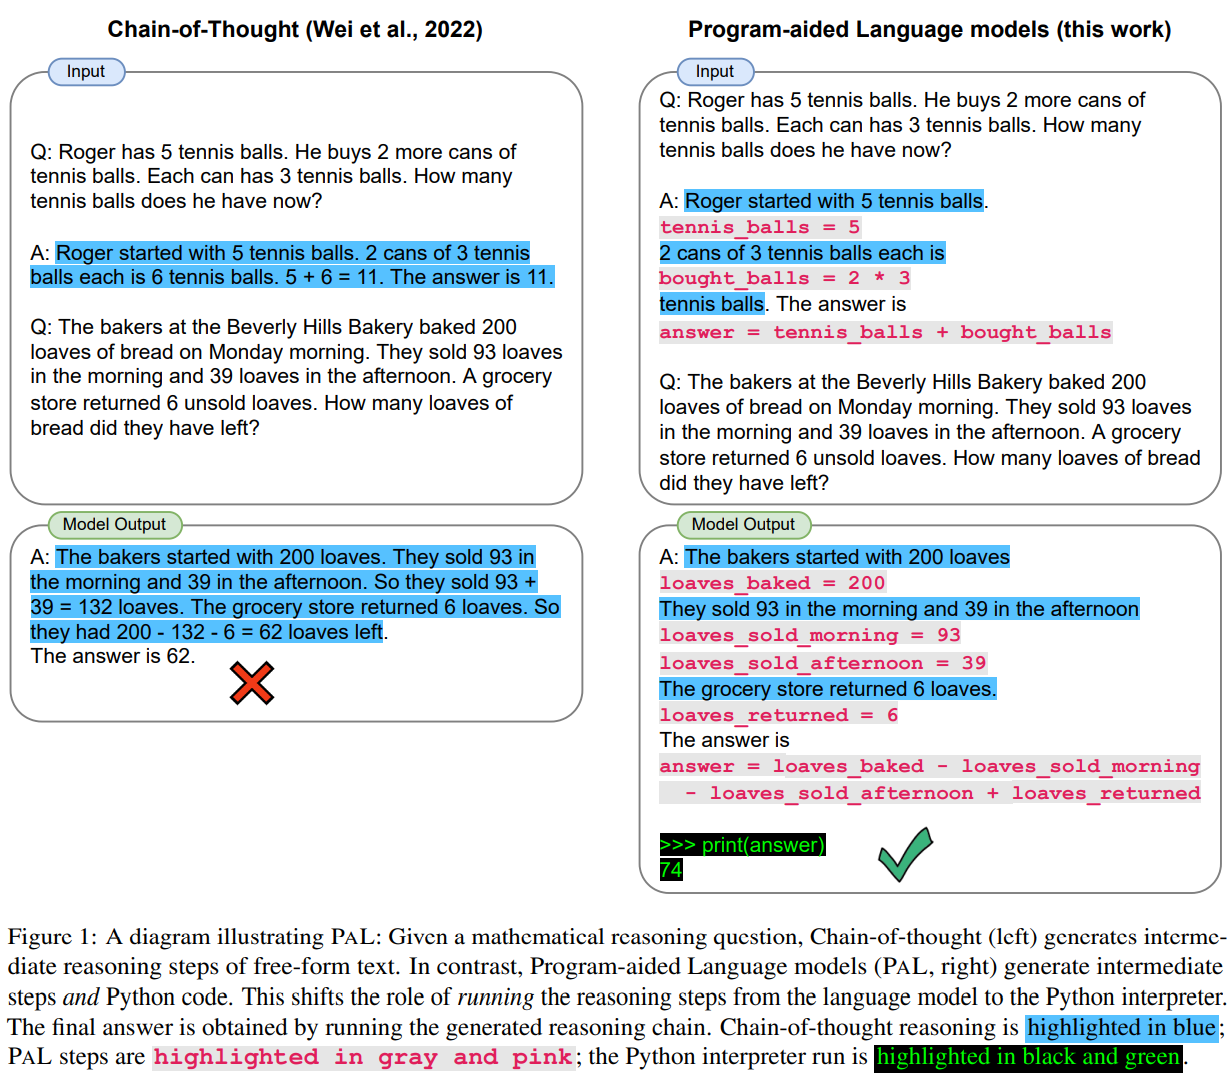 Chain-of-Thought (Wei et al., 2022)
Input
Q: Roger has 5 tennis balls. He buys 2 more cans of
tennis balls. Each can has 3 tennis balls. How many
tennis balls does he have now?
A: Roger started with 5 tennis balls. 2 cans of 3 tennis
balls each is 6 tennis balls. 5 + 6 = 11. The answer is 11.
Q: The bakers at the Beverly Hills Bakery baked 200
loaves of bread on Monday morning. They sold 93 loaves
in the morning and 39 loaves in the afternoon. A grocery
store returned 6 unsold loaves. How many loaves of
bread did they have left?
Model Output
A: The bakers started with 200 loaves. They sold 93 in
the morning and 39 in the afternoon. So they sold 93 +
39 = 132 loaves. The grocery store returned 6 loaves. So
they had 200 - 132 - 6 = 62 loaves left.
The answer is 62.
Program-aided Language models (this work)
Input
Q: Roger has 5 tennis balls. He buys 2 more cans of
tennis balls. Each can has 3 tennis balls. How many
tennis balls does he have now?
A: Roger started with 5 tennis balls.
tennis_balls = 5
2 cans of 3 tennis balls each is
bought_balls = 2 * 3
tennis balls. The answer is
answer = tennis_balls + bought_balls
Q: The bakers at the Beverly Hills Bakery baked 200
loaves of bread on Monday morning. They sold 93 loaves
in the morning and 39 loaves in the afternoon. A grocery
store returned 6 unsold loaves. How many loaves of bread
did they have left?
Model Output
A: The bakers started with 200 loaves
loaves_baked = 200
They sold 93 in the morning and 39 in the afternoon
loaves_sold_morning = 93
loaves_sold_afternoon = 39
The grocery store returned 6 loaves.
loaves_returned = 6
The answer is
answer = loaves_baked - loaves_sold_morning
- loaves_sold_afternoon + loaves_returned
>>> print(answer)
74
Figure 1: A diagram illustrating PAL: Given a mathematical reasoning question, Chain-of-thought (left) generates interme-
diate reasoning steps of free-form text. In contrast, Program-aided Language models (PAL, right) generate intermediate
steps and Python code. This shifts the role of running the reasoning steps from the language model to the Python interpreter.
The final answer is obtained by running the generated reasoning chain. Chain-of-thought reasoning is highlighted in blue;
PAL steps are highlighted in gray and pink; the Python interpreter run is highlighted in black and green.